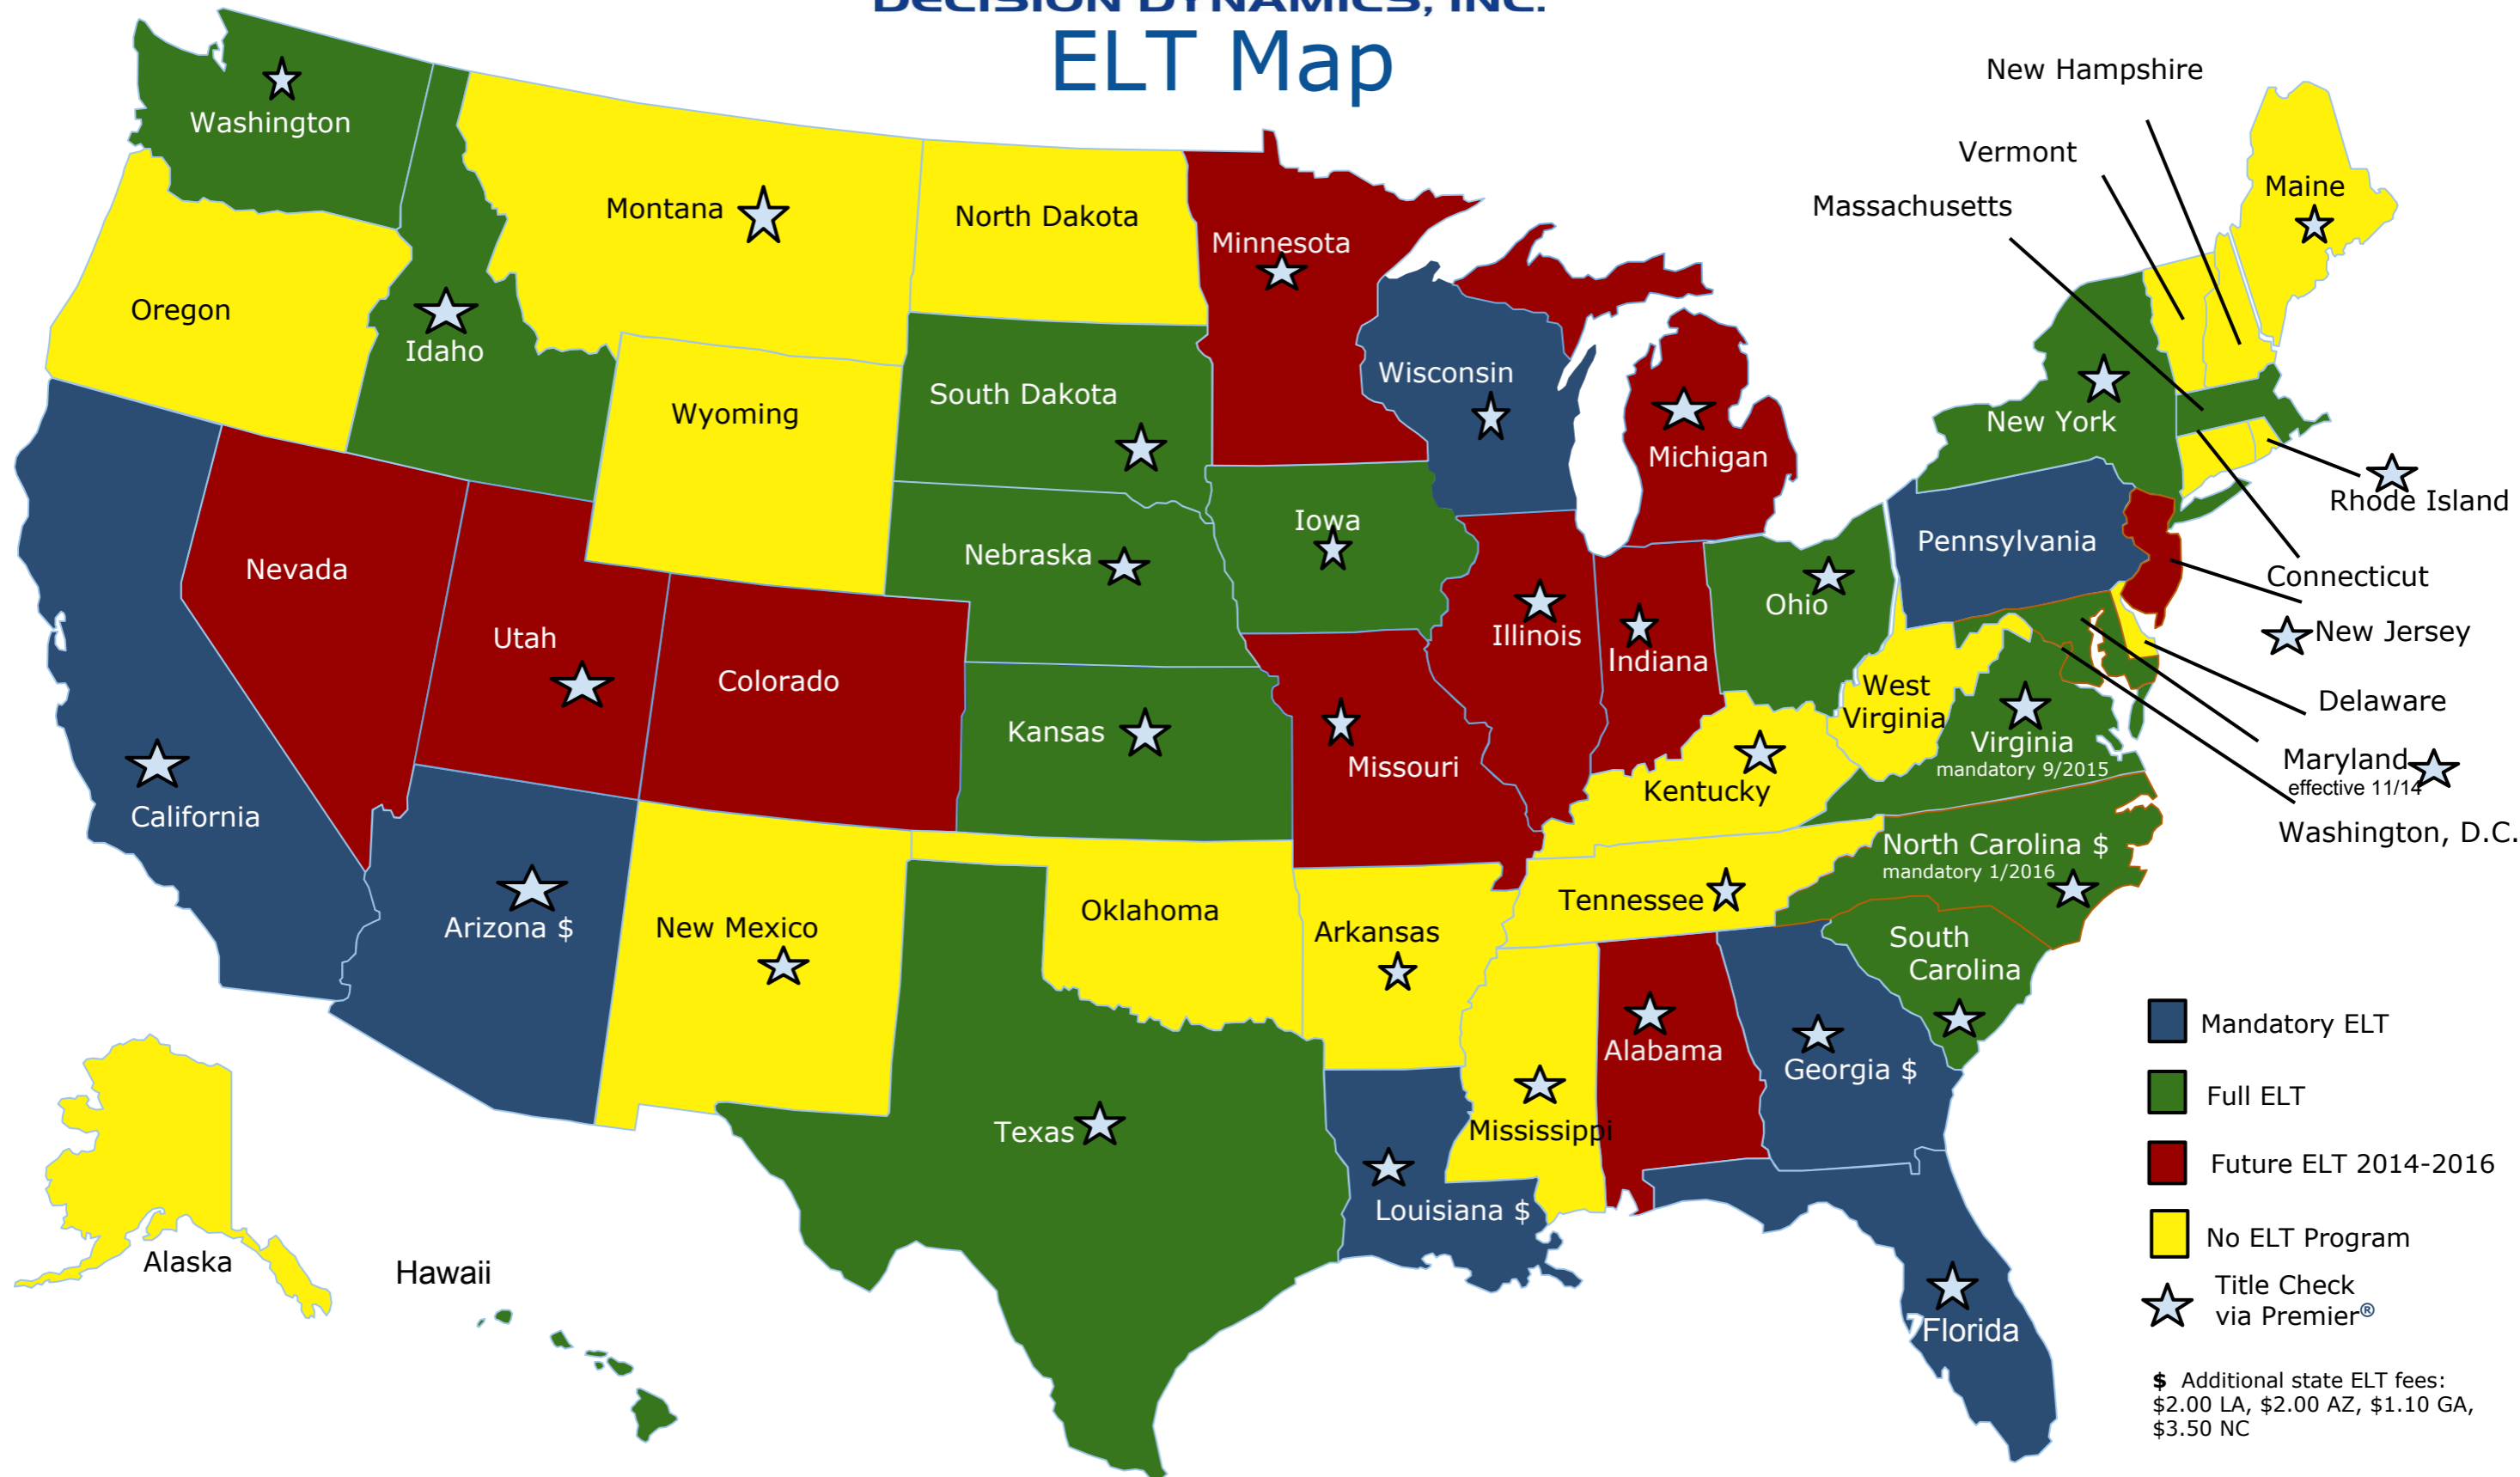 DECISION DYNAMICS, INC.
ELT Map
New Hampshire
Vermont
Massachusetts
Maine
Washington
Montana
North Dakota
Minnesota
Oregon
Idaho
Wisconsin
South Dakota
Wyoming
New York
Michigan
Rhode Island
Iowa
Pennsylvania
Nebraska
Nevada
Connecticut
Ohio
Illinois
New Jersey
Utah
Indiana
Colorado
West
Virginia
Delaware
Kansas
Virginia
mandatory 9/2015
Missouri
Maryland
effective 11/14
Kentucky
California
Washington, D.C.
North Carolina $
mandatory 1/2016
Tennessee
Oklahoma
Arizona $
New Mexico
Arkansas
South
Carolina
Mandatory ELT
Alabama
Georgia $
Full ELT
Texas
Mississippi
Future ELT 2014-2016
Louisiana $
No ELT Program
Alaska
Hawaii
Title Check
via Premier®
Florida
$ Additional state ELT fees:
$2.00 LA, $2.00 AZ, $1.10 GA,
$3.50 NC